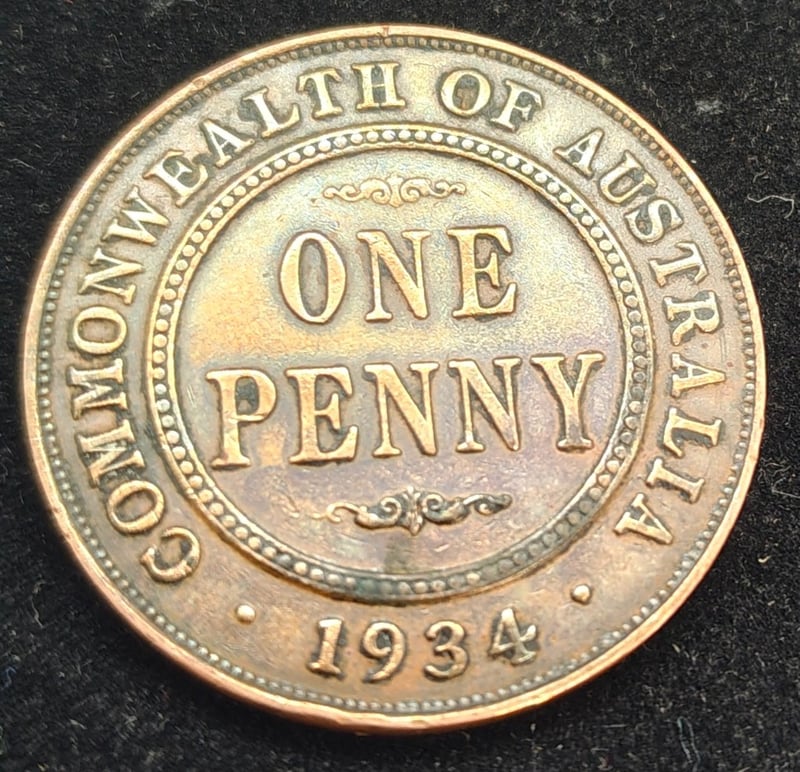 COMMONWEALTH OF AUSTRALIA
ONE
PENNY
· 1934 ·